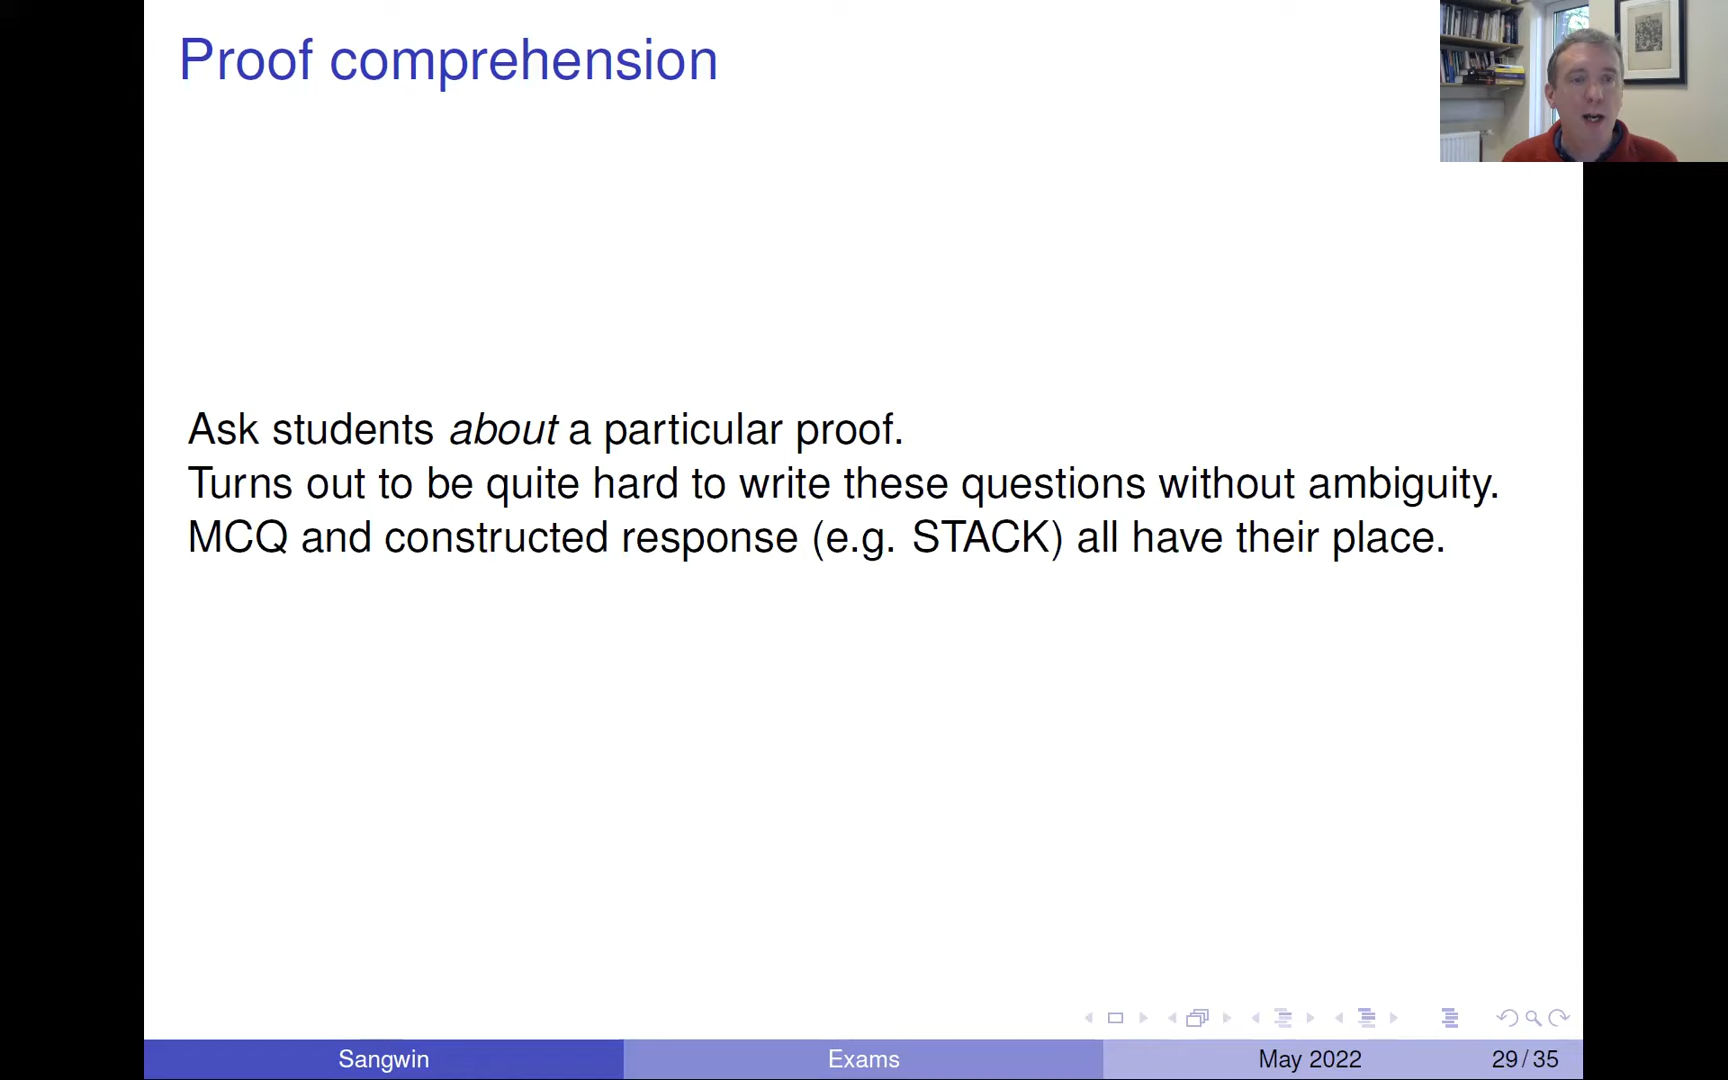 Proof comprehension
Ask students about a particular proof.
Turns out to be quite hard to write these questions without ambiguity.
MCQ and constructed response (e.g. STACK) all have their place.
Sangwin Exams May 2022 29/35